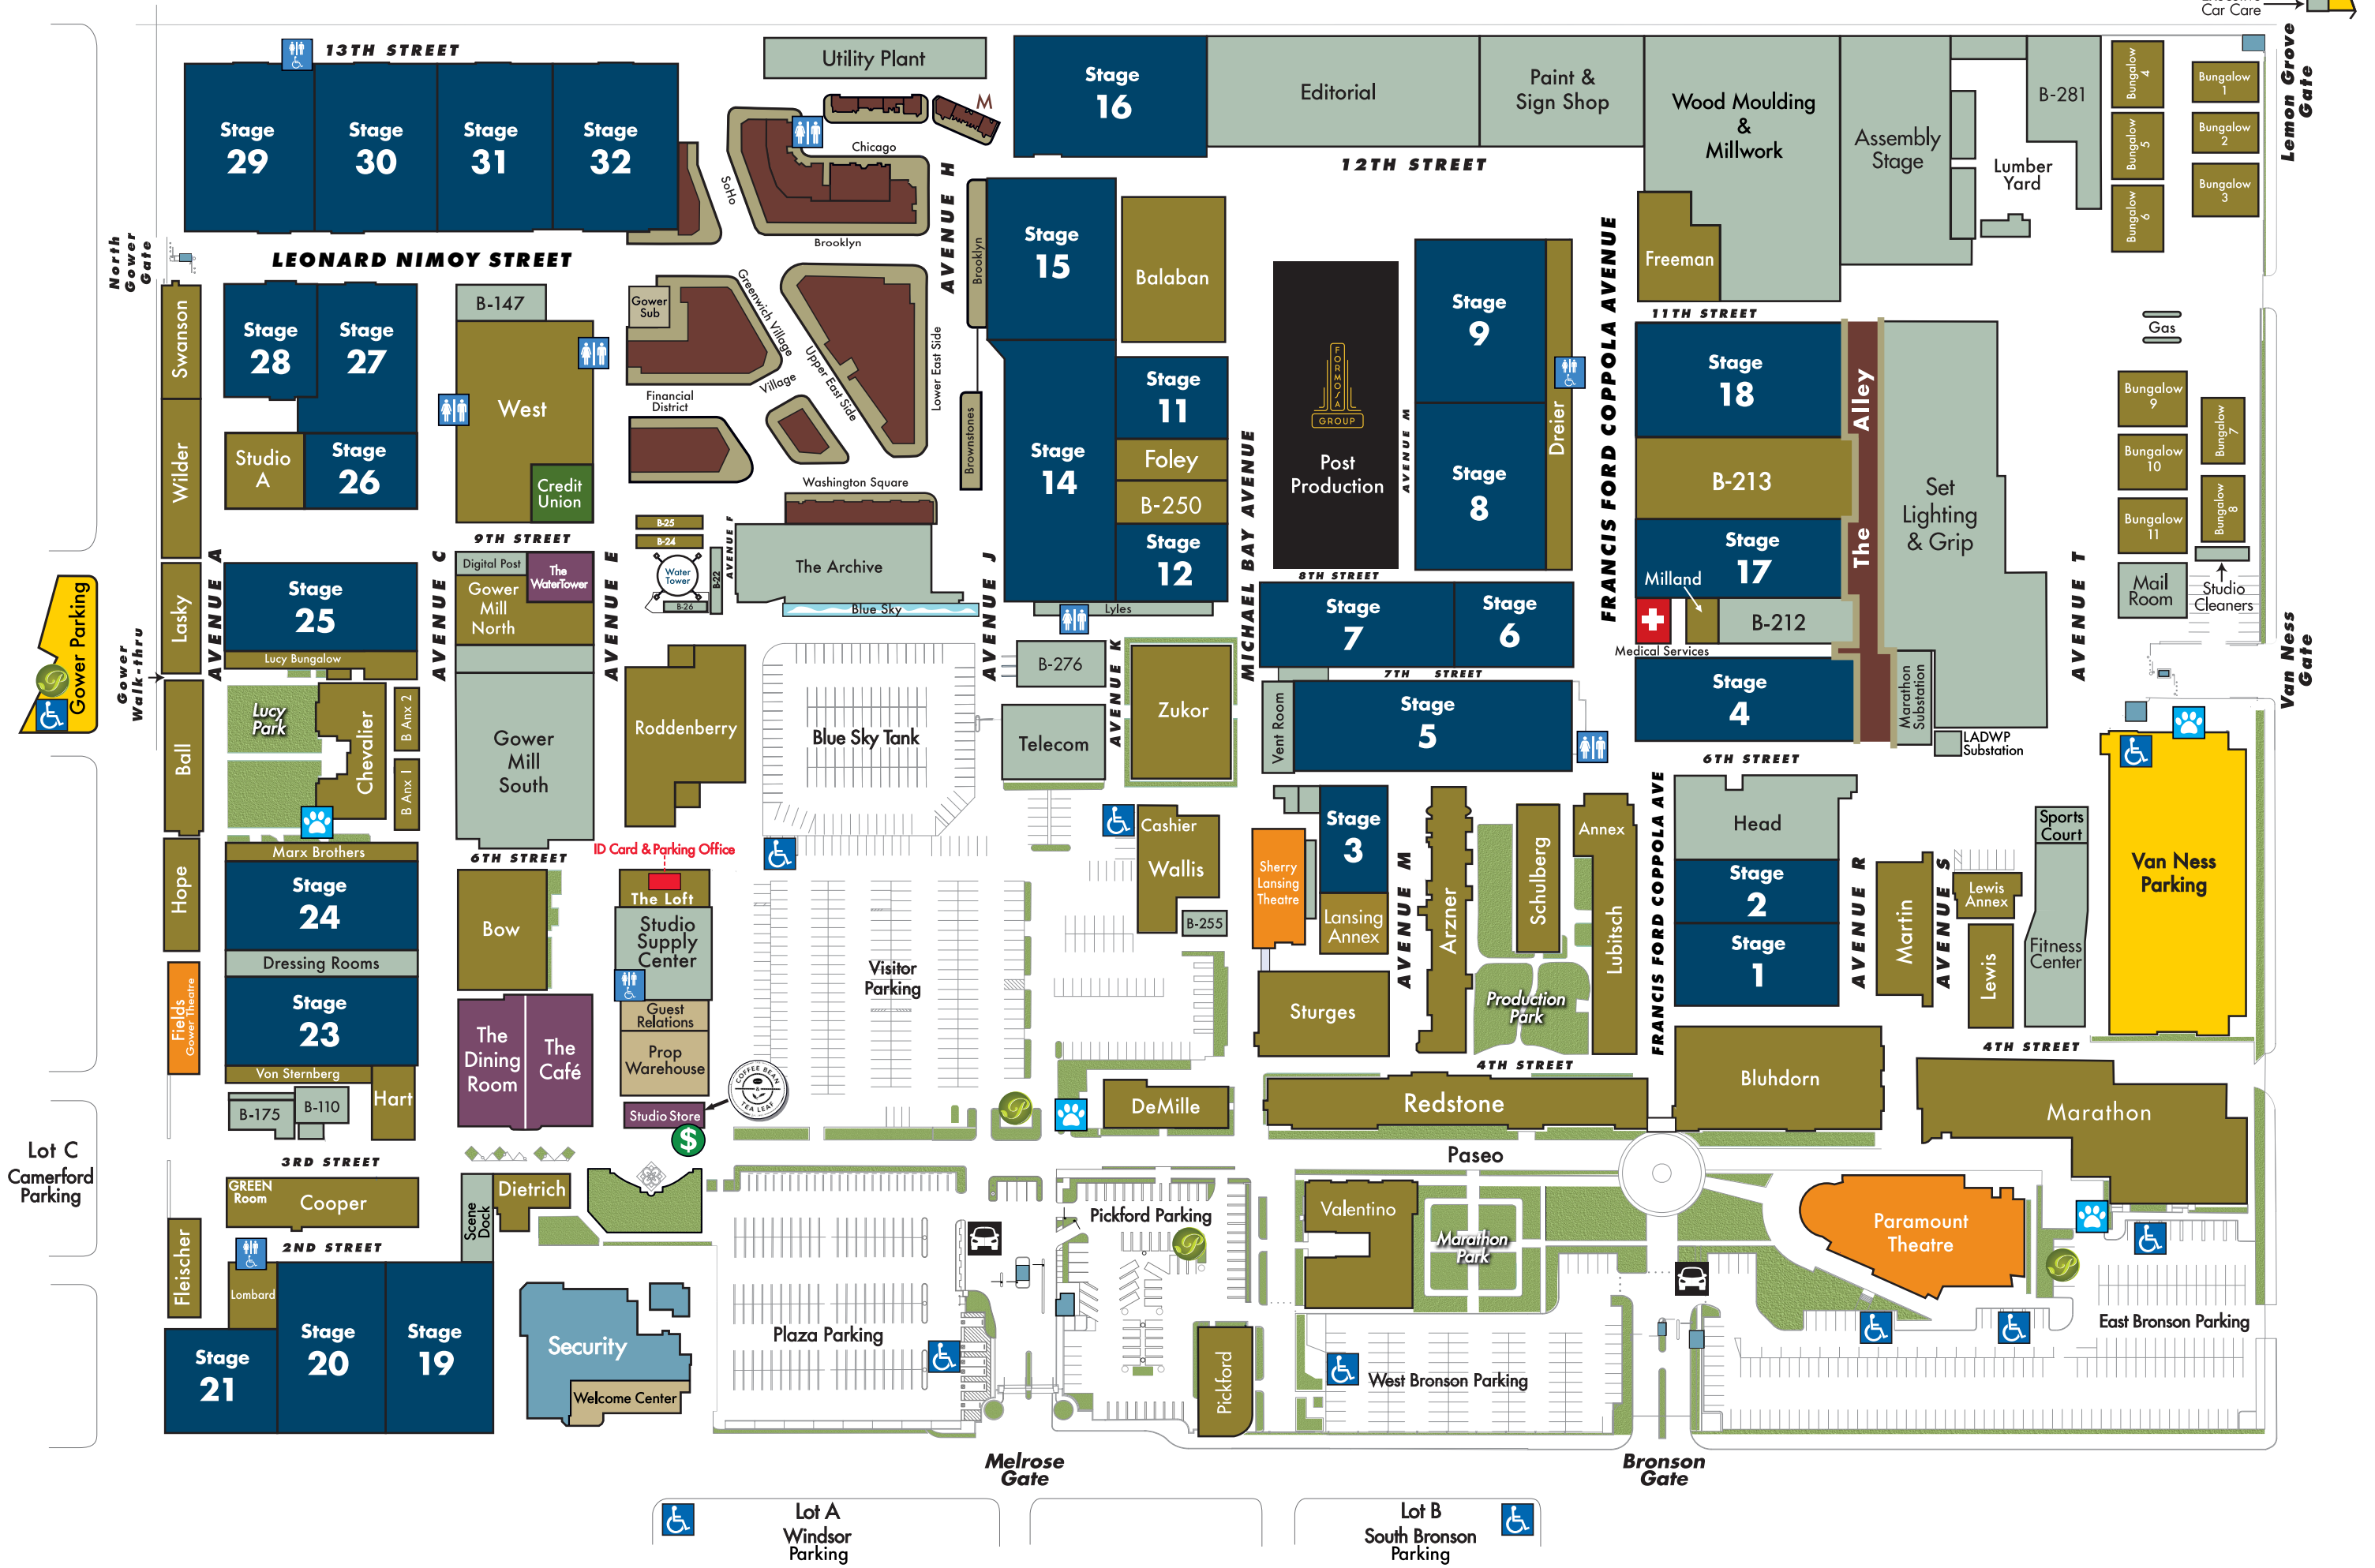 Car Care
13TH STREET
Utility Plant
Stage
29
Stage
30
Stage
31
Stage
32
SoHo
M
Chicago
Brooklyn
AVENUE H
Stage
16
Editorial
Paint &
Sign Shop
Wood Moulding
&
Millwork
Assembly
Stage
B-281
Lumber
Yard
Bungalow
4
Bungalow
5
Bungalow
6
Bungalow
1
Bungalow
2
Bungalow
3
Lemon Grove
Gate
12TH STREET
North
Gower
Gate
LEONARD NIMOY STREET
Swanson
Wilder
Lasky
Ball
Hope
Stage
28
Stage
27
Studio
A
Stage
26
B-147
West
Credit
Union
Gower
Sub
Greenwich Village
Financial
District
Village
Upper East Side
Lower East Side
Washington Square
Brooklyn
Brownstones
Stage
15
Balaban
Stage
14
Stage
11
Foley
B-250
Stage
12
Lyles
MICHAEL BAY AVENUE
FORMOSA
GROUP
Post
Production
AVENUE M
Stage
9
Stage
8
Dreier
FRANCIS FORD COPPOLA AVENUE
Freeman
11TH STREET
Stage
18
B-213
Stage
17
Milland
B-212
Medical Services
Stage
4
The Alley
Set
Lighting
& Grip
Marathon
Substation
LADWP
Substation
AVENUE T
Gas
Bungalow
9
Bungalow
10
Bungalow
11
Bungalow
7
Bungalow
8
Mail
Room
Studio
Cleaners
Van Ness
Gate
Gower Parking
Gower
Walk-thru
AVENUE A
Stage
25
Lucy Bungalow
Lucy
Park
Chevalier
B Anx 2
B Anx 1
Marx Brothers
Stage
24
Dressing Rooms
Stage
23
Von Sternberg
B-175
B-110
Hart
Fields
Gower Theatre
AVENUE C
9TH STREET
Digital Post
The
WaterTower
Gower
Mill
North
Gower
Mill
South
6TH STREET
Bow
The
Dining
Room
The
Café
AVENUE E
B-25
B-24
Water
Tower
B-22
B-26
AVENUE F
The Archive
Blue Sky
AVENUE J
Roddenberry
Blue Sky Tank
ID Card & Parking Office
The Loft
Studio
Supply
Center
Guest
Relations
Prop
Warehouse
Studio Store
$
COFFEE BEAN
&
TEA LEAF
Visitor
Parking
B-276
Telecom
AVENUE K
Zukor
Cashier
Wallis
B-255
DeMille
8TH STREET
Stage
7
Stage
6
7TH STREET
Vent Room
Stage
5
Sherry
Lansing
Theatre
Stage
3
Lansing
Annex
Sturges
AVENUE M
Arzner
Schulberg
Annex
Lubitsch
Production
Park
4TH STREET
Redstone
6TH STREET
FRANCIS FORD COPPOLA AVE
Head
Stage
2
Stage
1
Bluhdorn
AVENUE R
Martin
AVENUE S
Lewis
Annex
Lewis
Sports
Court
Fitness
Center
Van Ness
Parking
4TH STREET
Marathon
Lot C
Camerford
Parking
3RD STREET
GREEN
Room
Cooper
2ND STREET
Fleischer
Lombard
Stage
21
Stage
20
Stage
19
Scene
Dock
Dietrich
Security
Welcome Center
Plaza Parking
Pickford Parking
Pickford
Paseo
Valentino
Marathon
Park
West Bronson Parking
Paramount
Theatre
East Bronson Parking
Melrose
Gate
Bronson
Gate
Lot A
Windsor
Parking
Lot B
South Bronson
Parking